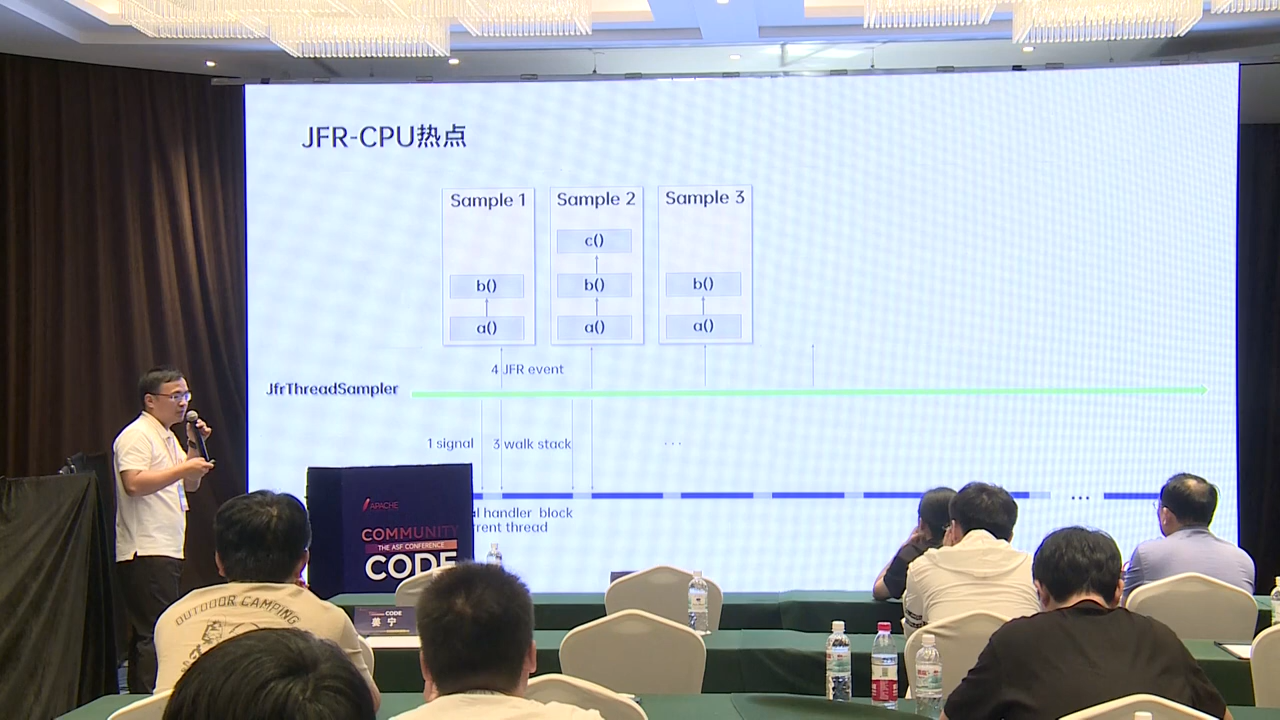 JFR-CPU热点
Sample 1
Sample 2
Sample 3
c()
b()
b()
b()
a()
a()
a()
4 JFR event
JfrThreadSampler
1 signal
3 walk stack
...
...
handler block
thread
APACHE
COMMUNITY
THE ASF CONFERENCE
CODE
OUTDOOR CAMPING
CODE
姜 宁